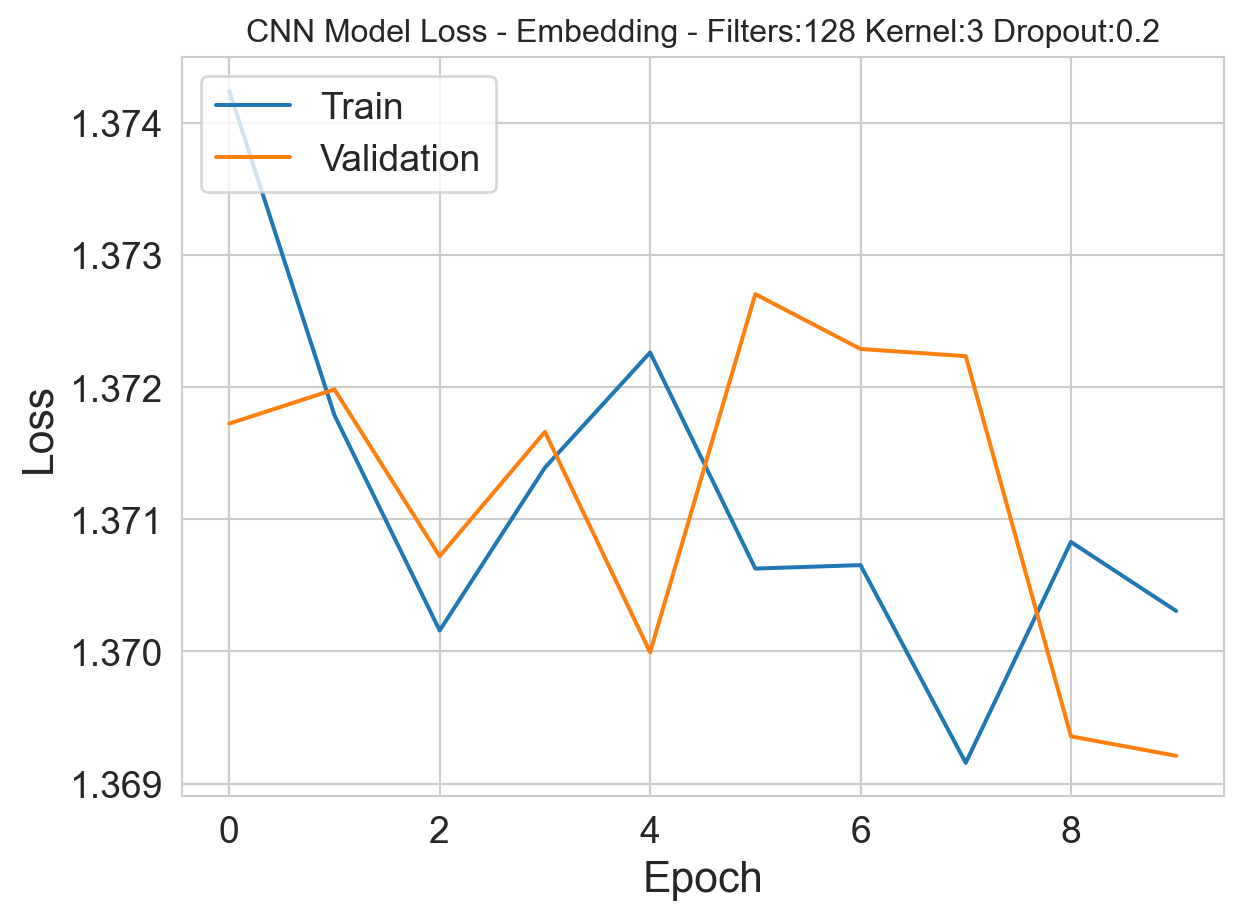 CNN Model Loss - Embedding - Filters:128 Kernel:3 Dropout:0.2
Train
Validation
1.374
1.373
1.372
1.371
1.370
1.369
Loss
0 2 4 6 8
Epoch